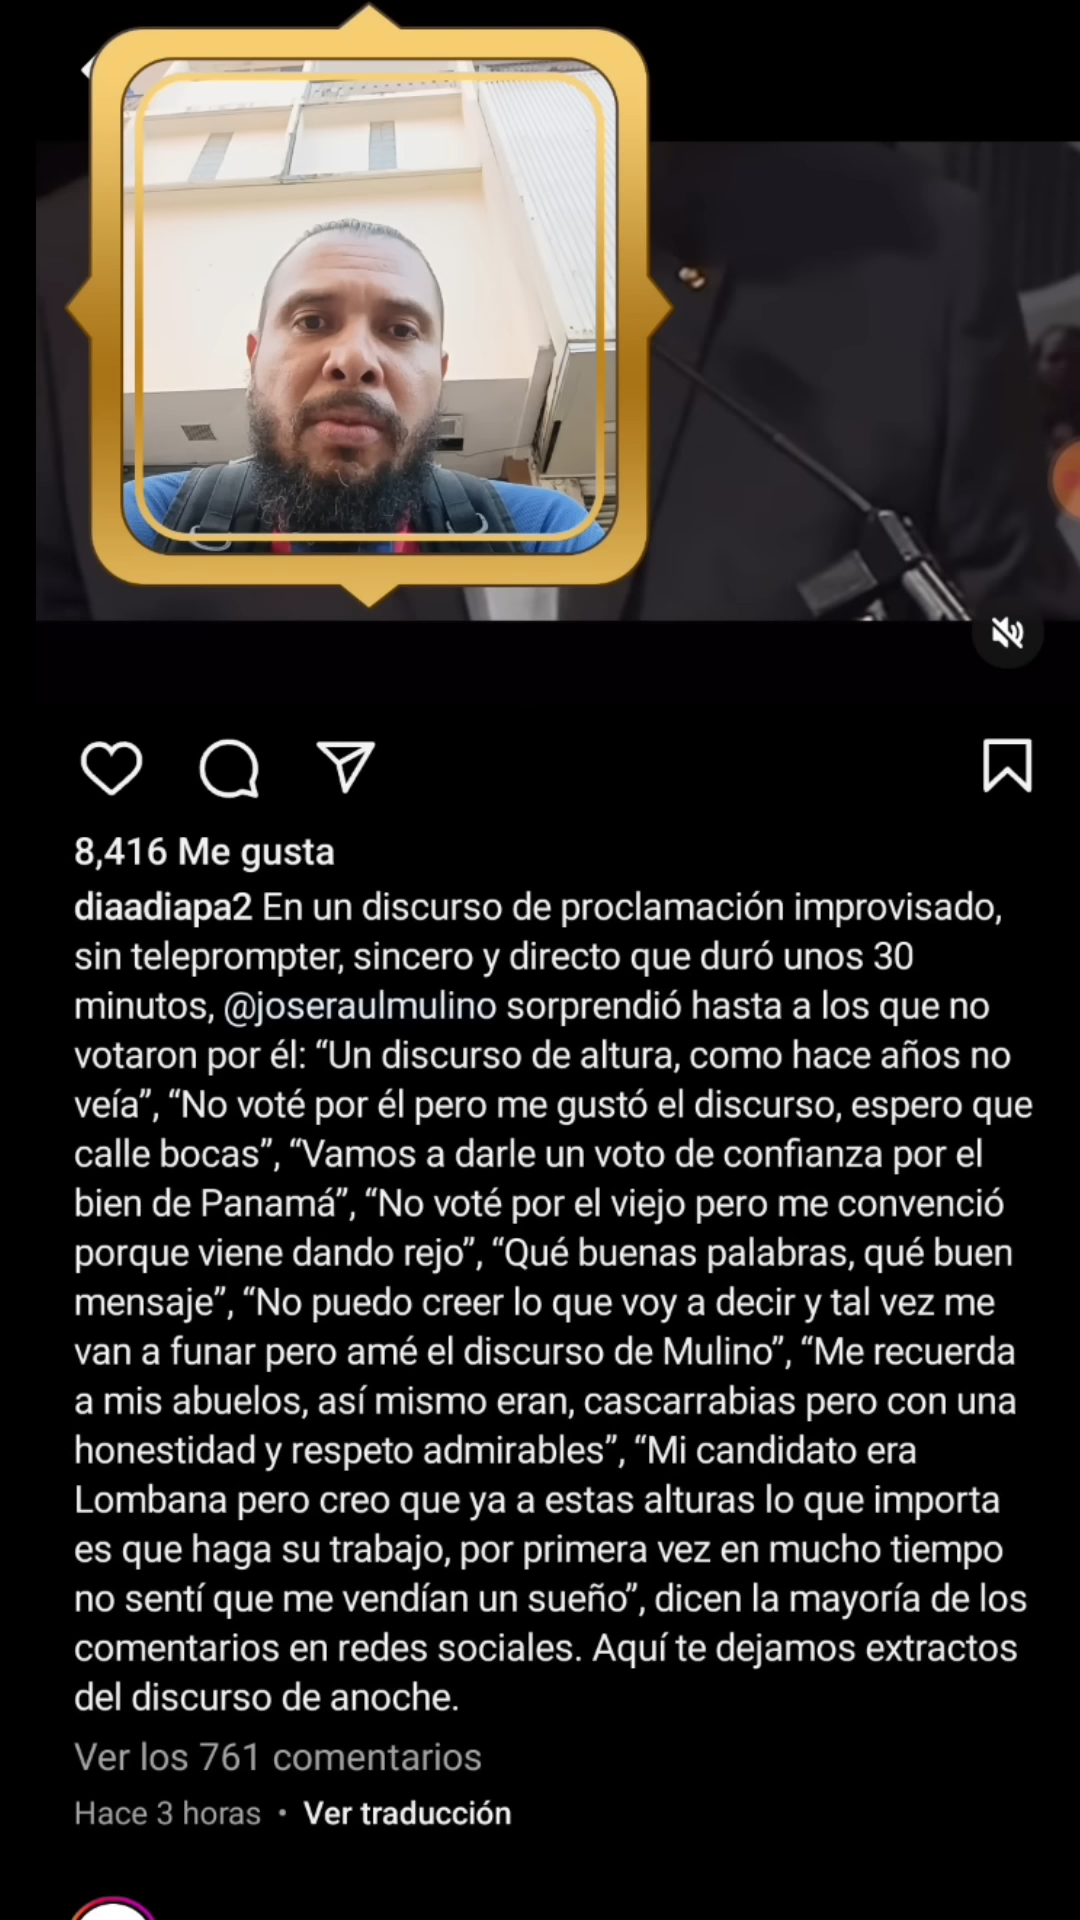 8,416 Me gusta
diaadiapa2 En un discurso de proclamación improvisado,
sin teleprompter, sincero y directo que duró unos 30
minutos, @joseraulmulino sorprendió hasta a los que no
votaron por él: “Un discurso de altura, como hace años no
veía”, “No voté por él pero me gustó el discurso, espero que
calle bocas”, “Vamos a darle un voto de confianza por el
bien de Panamá”, “No voté por el viejo pero me convenció
porque viene dando rejo”, “Qué buenas palabras, qué buen
mensaje”, “No puedo creer lo que voy a decir y tal vez me
van a funar pero amé el discurso de Mulino”, “Me recuerda
a mis abuelos, así mismo eran, cascarrabias pero con una
honestidad y respeto admirables”, “Mi candidato era
Lombana pero creo que ya a estas alturas lo que importa
es que haga su trabajo, por primera vez en mucho tiempo
no sentí que me vendían un sueño”, dicen la mayoría de los
comentarios en redes sociales. Aquí te dejamos extractos
del discurso de anoche.
Ver los 761 comentarios
Hace 3 horas • Ver traducción